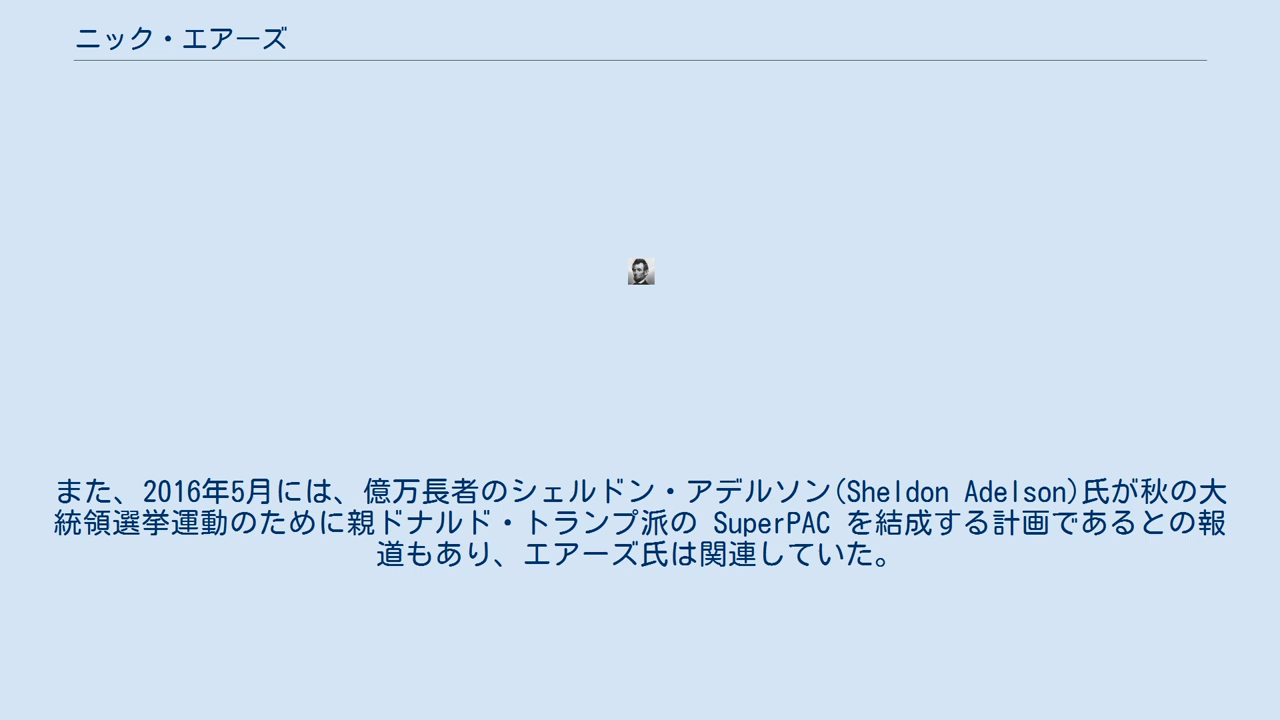 ニック・エアーズ
また、2016年5月には、億万長者のシェルドン・アデルソン(Sheldon Adelson)氏が秋の大
統領選挙運動のために親ドナルド・トランプ派の SuperPAC を結成する計画であるとの報
道もあり、エアーズ氏は関連していた。